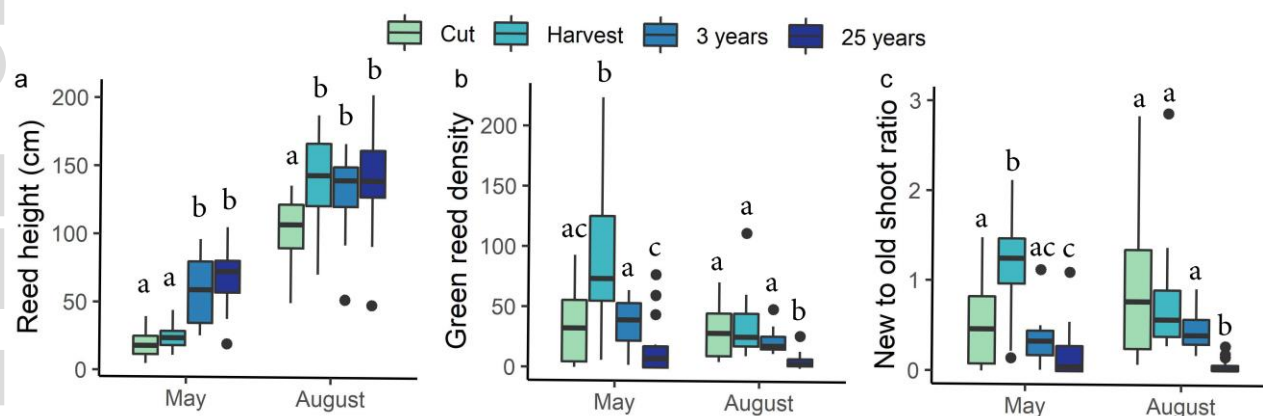 Cut Harvest 3 years 25 years
a
Reed height (cm)
200
150
100
50
0
a a b b
a b b b
May August
b
Green reed density
200
150
100
50
0
ac b a c
a a a b
May August
c
New to old shoot ratio
3
2
1
0
a b ac c
a a a b
May August